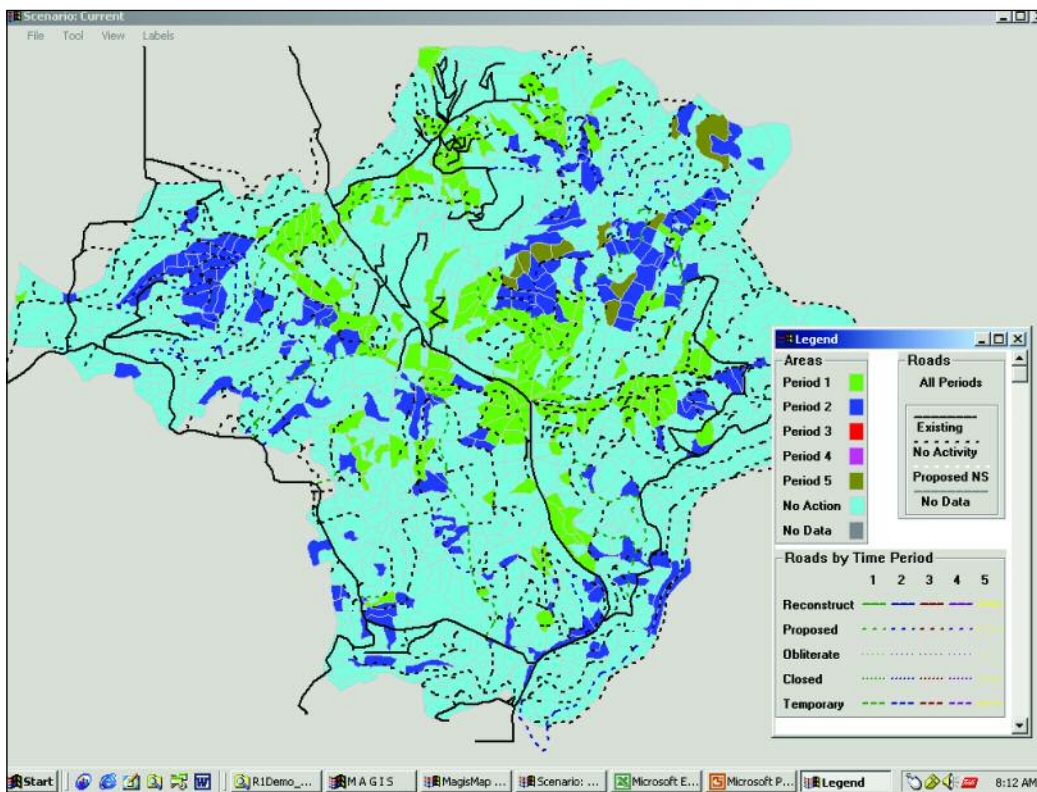 Scenario: Current
File Tool View Labels
Legend
Areas
Period 1
Period 2
Period 3
Period 4
Period 5
No Action
No Data
Roads
All Periods
Existing
No Activity
Proposed NS
No Data
Roads by Time Period
1 2 3 4 5
Reconstruct
Proposed
Obliterate
Closed
Temporary
Start
R1Demo_...
MAGIS
MagisMap ...
Scenario: ...
Microsoft E...
Microsoft P...
Legend
8:12 AM